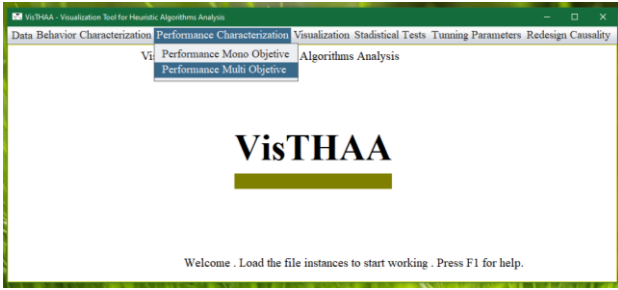 VisTHAA - Visualization Tool for Heuristic Algorithms Analysis
Data Behavior Characterization Performance Characterization Visualization Stadistical Tests Tunning Parameters Redesign Causality
Algorithms Analysis
Performance Mono Objetive
Performance Multi Objetive
VisTHAA
Welcome . Load the file instances to start working . Press F1 for help.